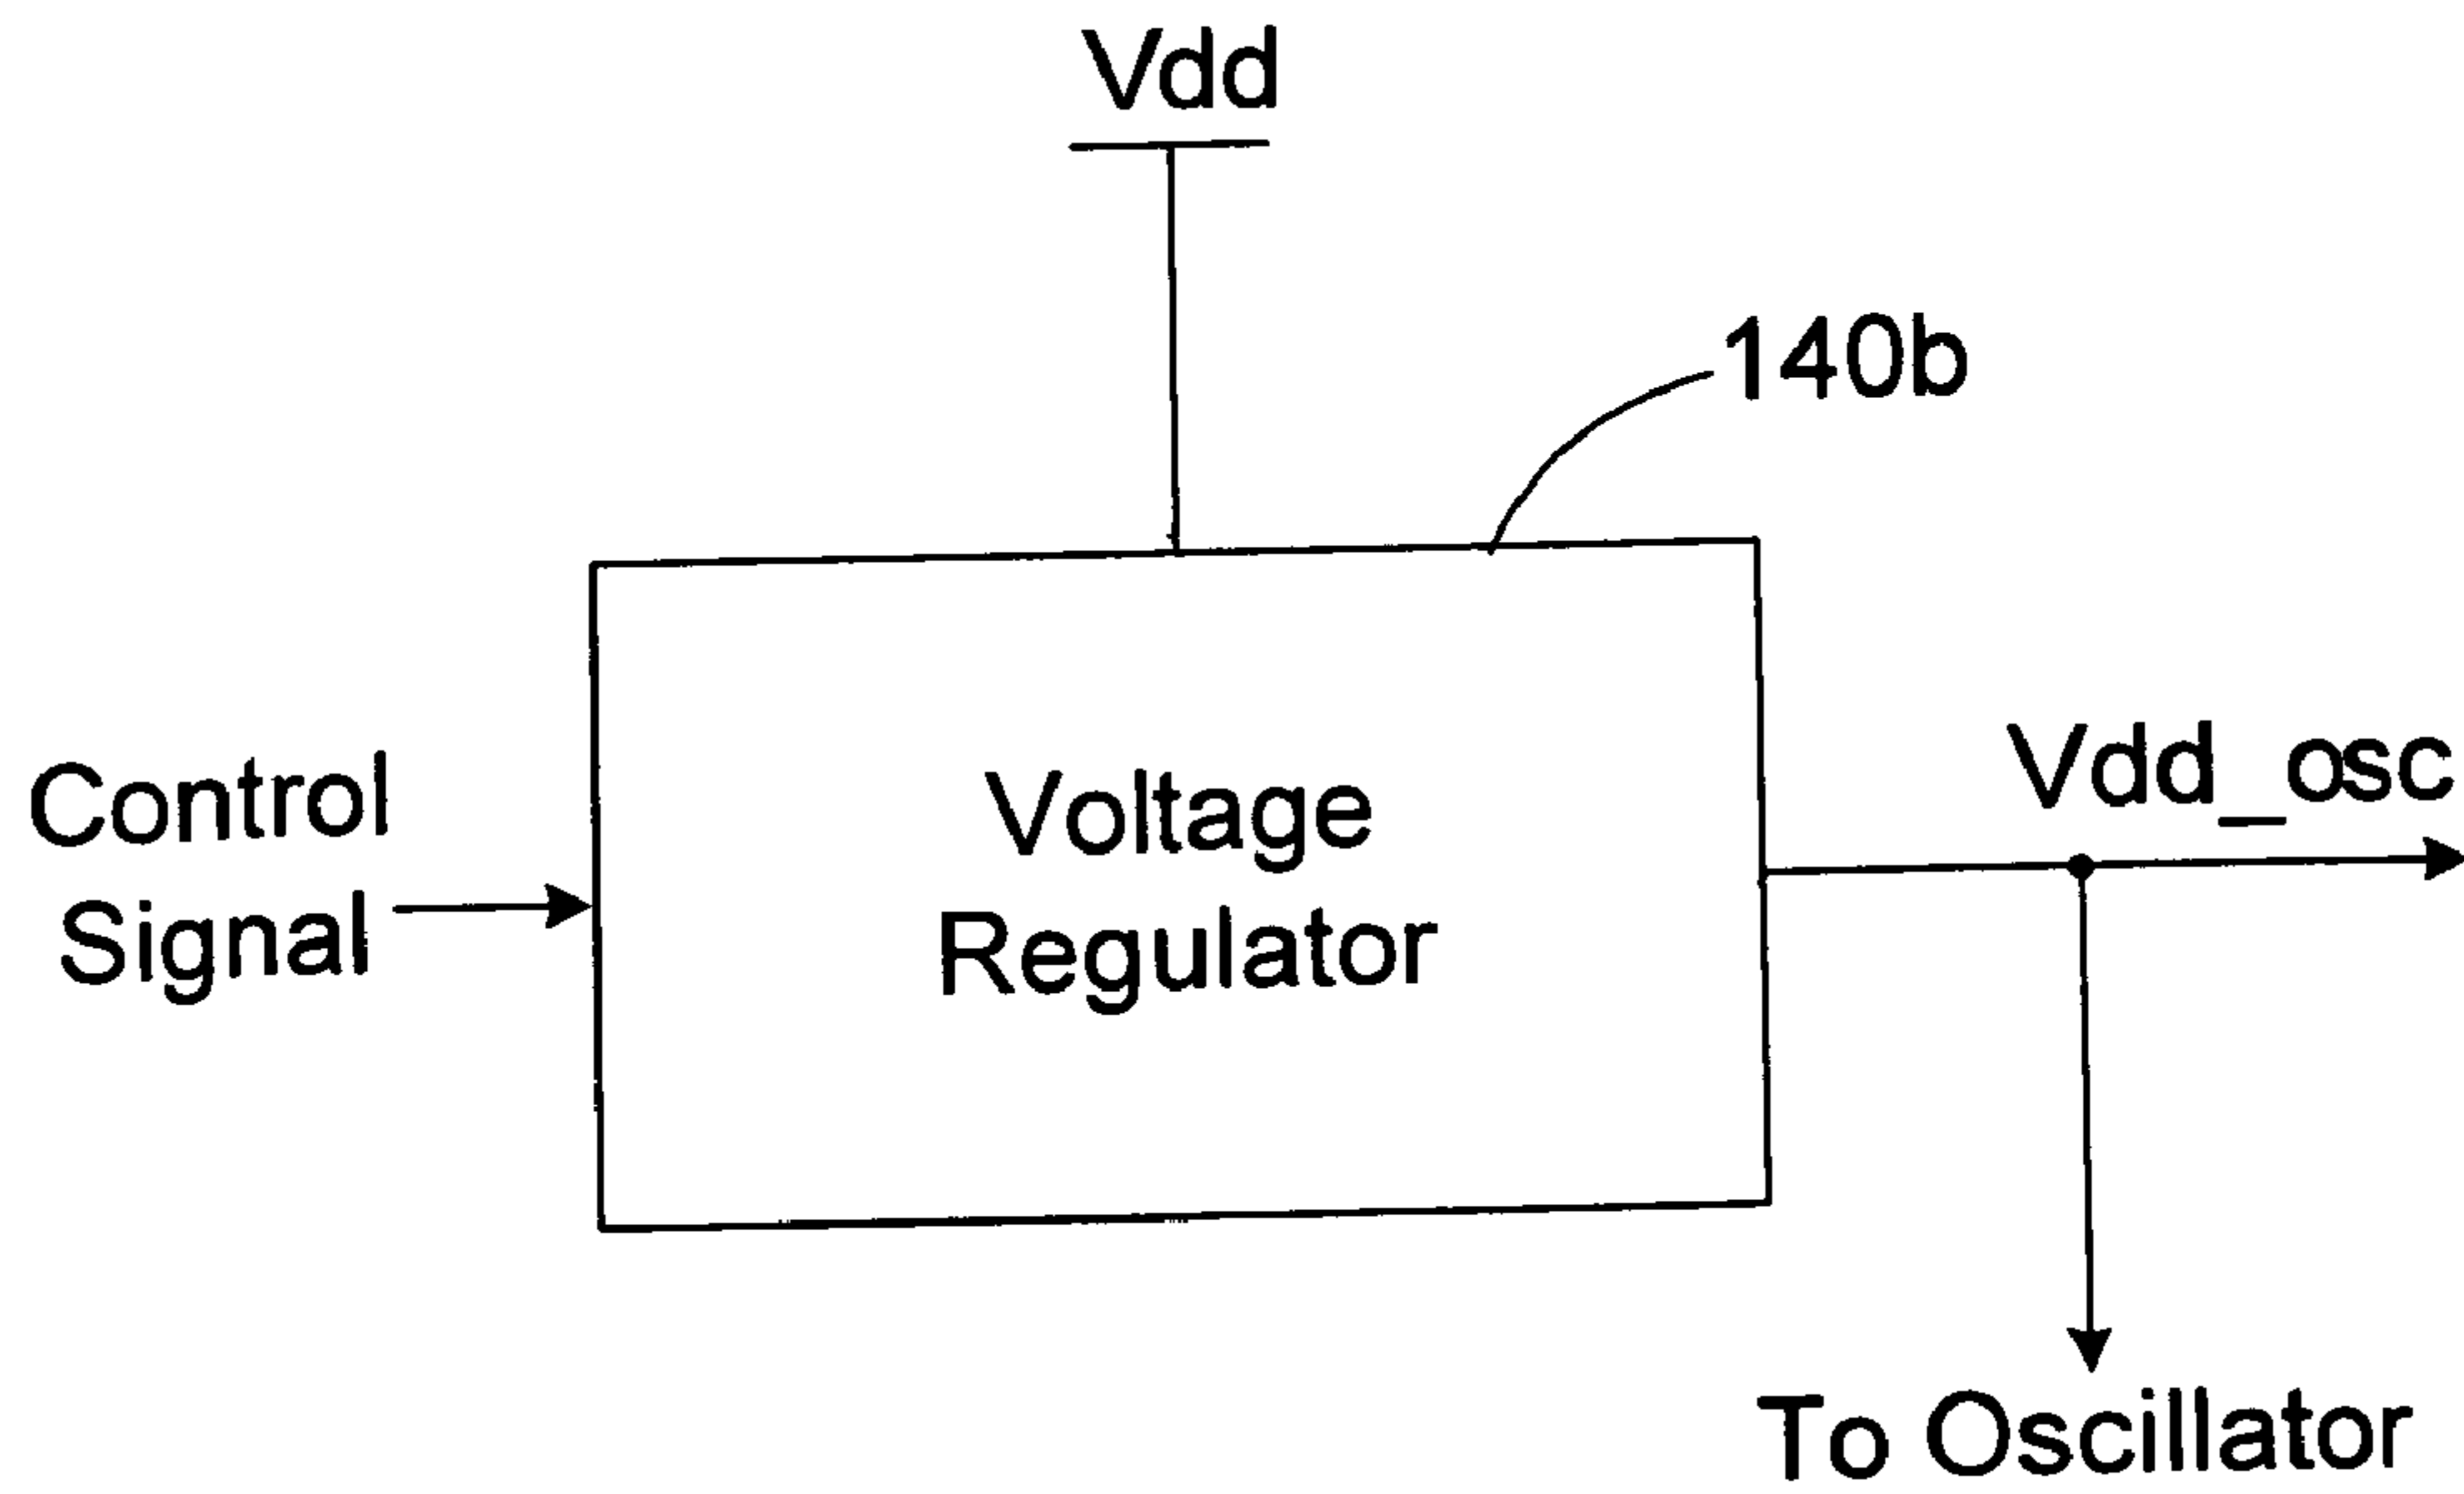 Vdd
140b
Control
Signal
Voltage
Regulator
Vdd_osc
To Oscillator